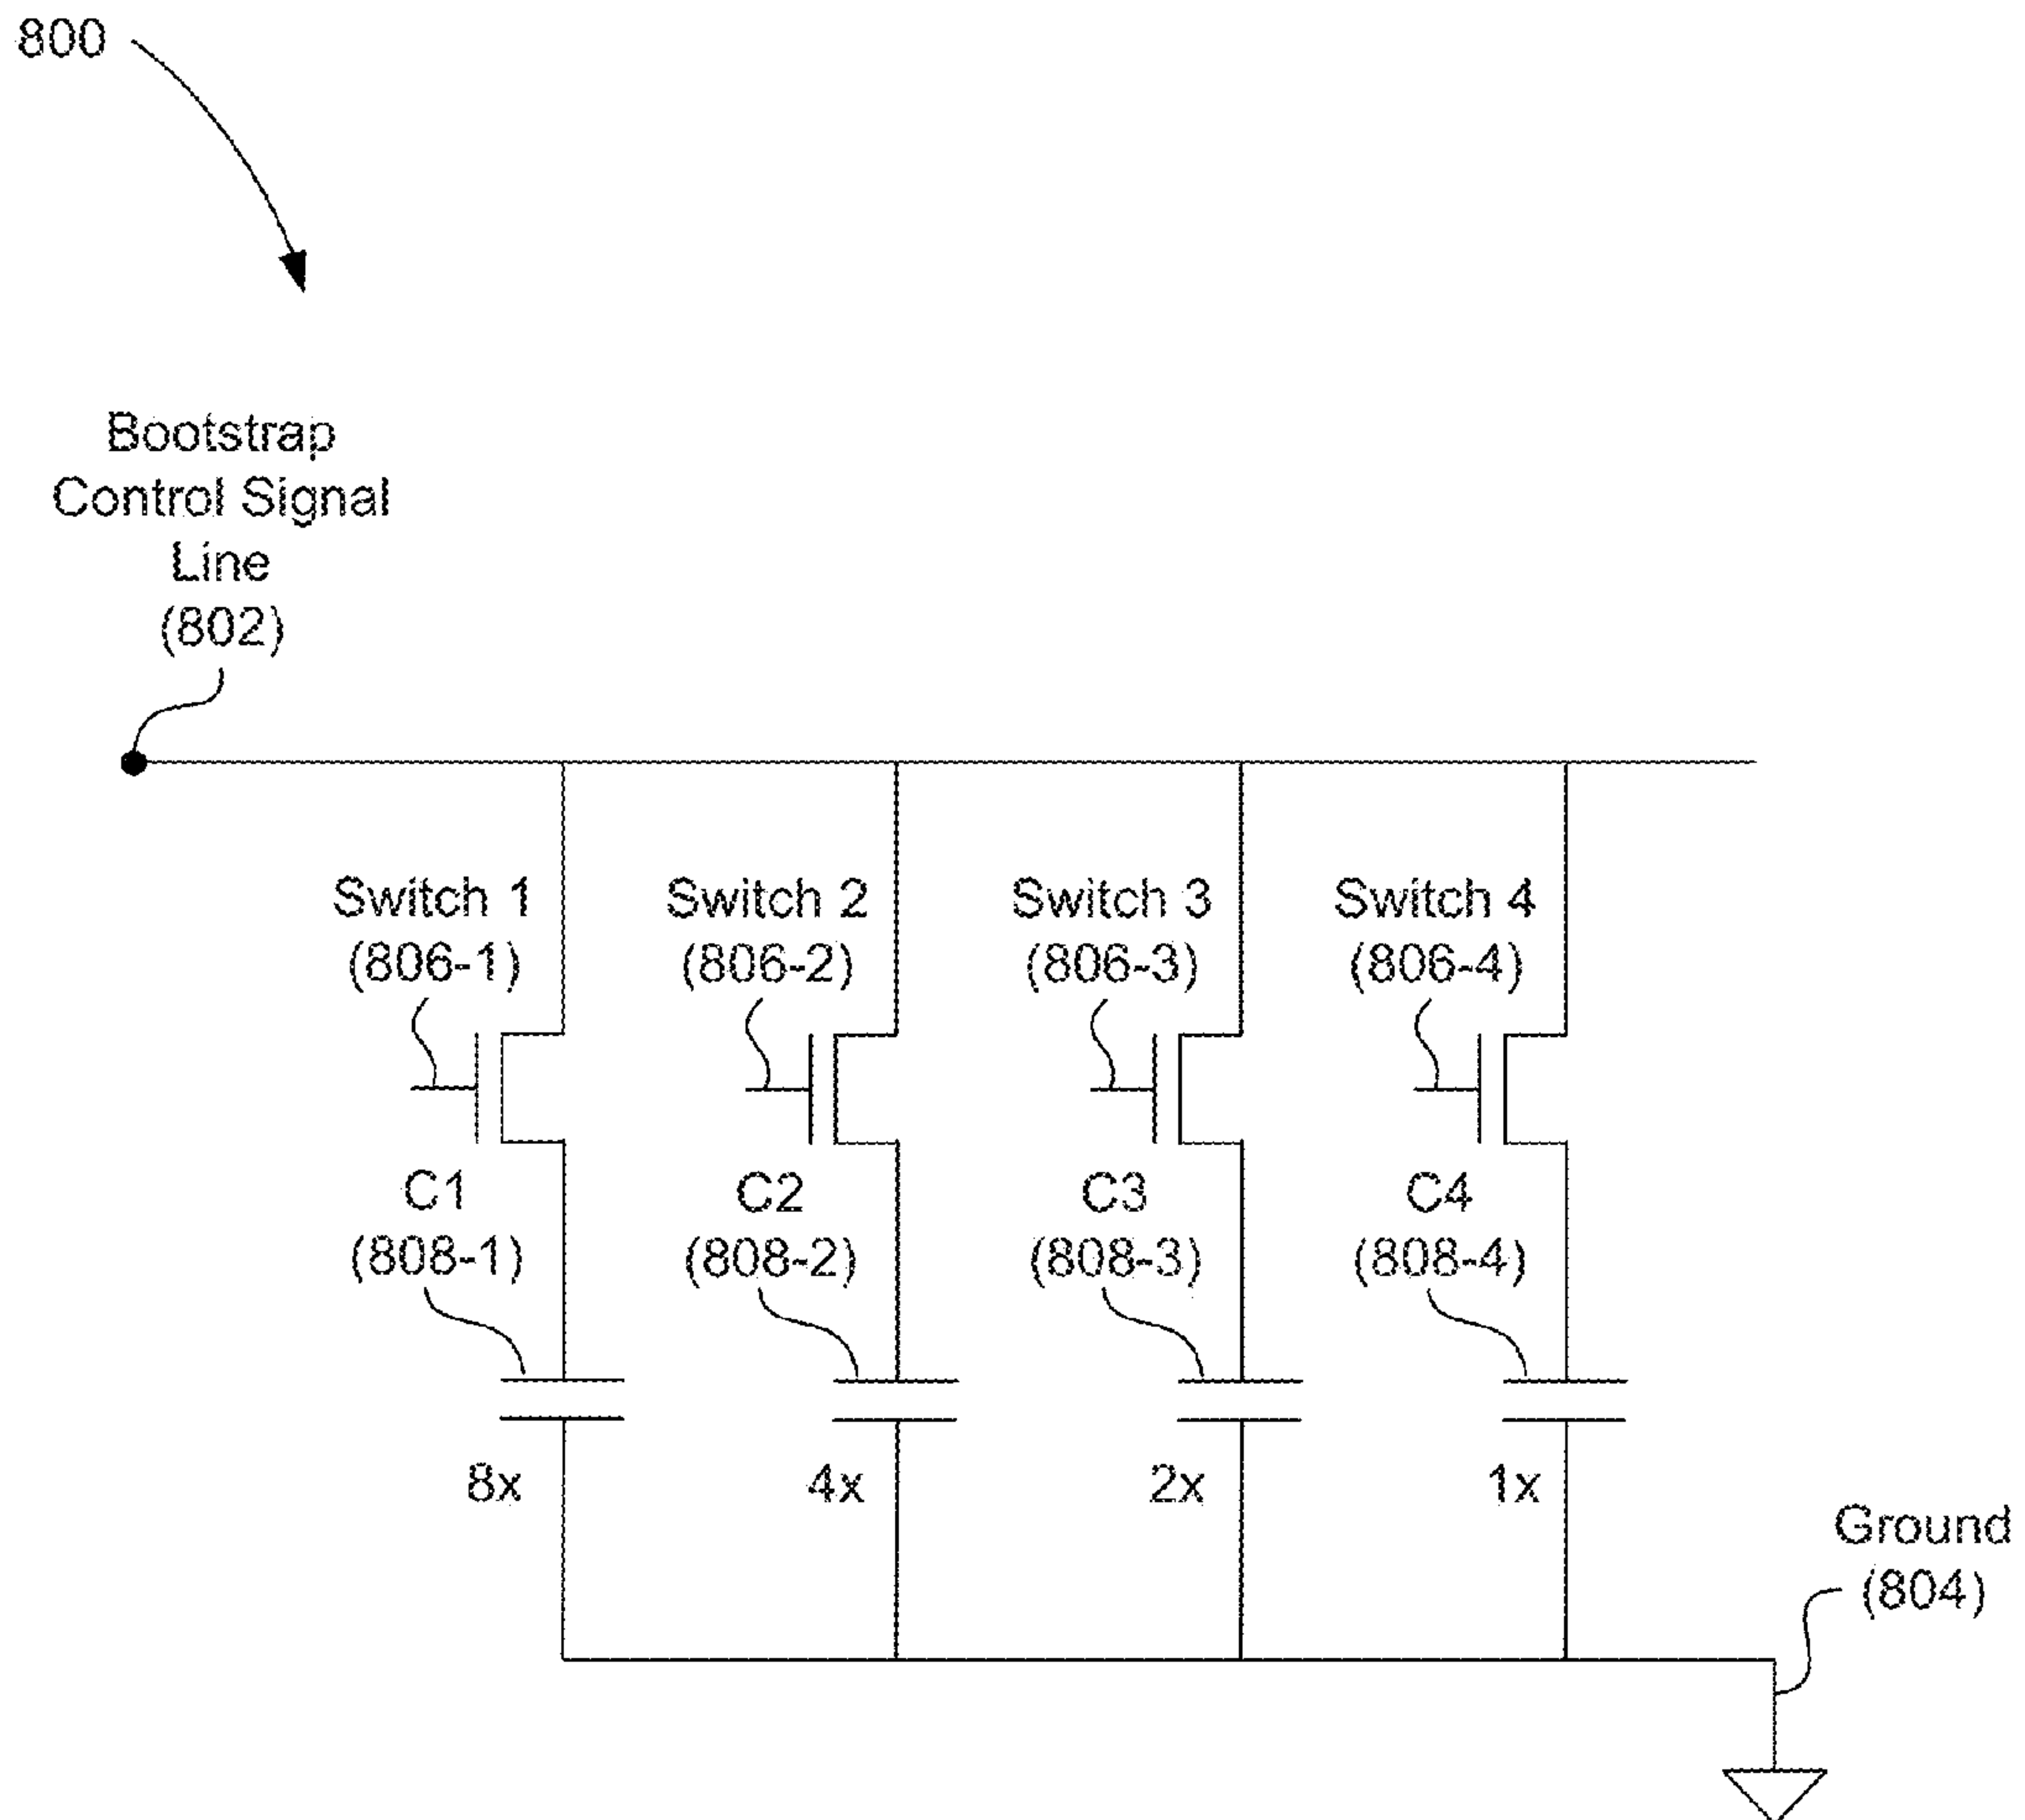 800
Bootstrap
Control Signal
Line
(802)
Switch 1
(806-1)
Switch 2
(806-2)
Switch 3
(806-3)
Switch 4
(806-4)
C1
(808-1)
C2
(808-2)
C3
(808-3)
C4
(808-4)
8x
4x
2x
1x
Ground
(804)